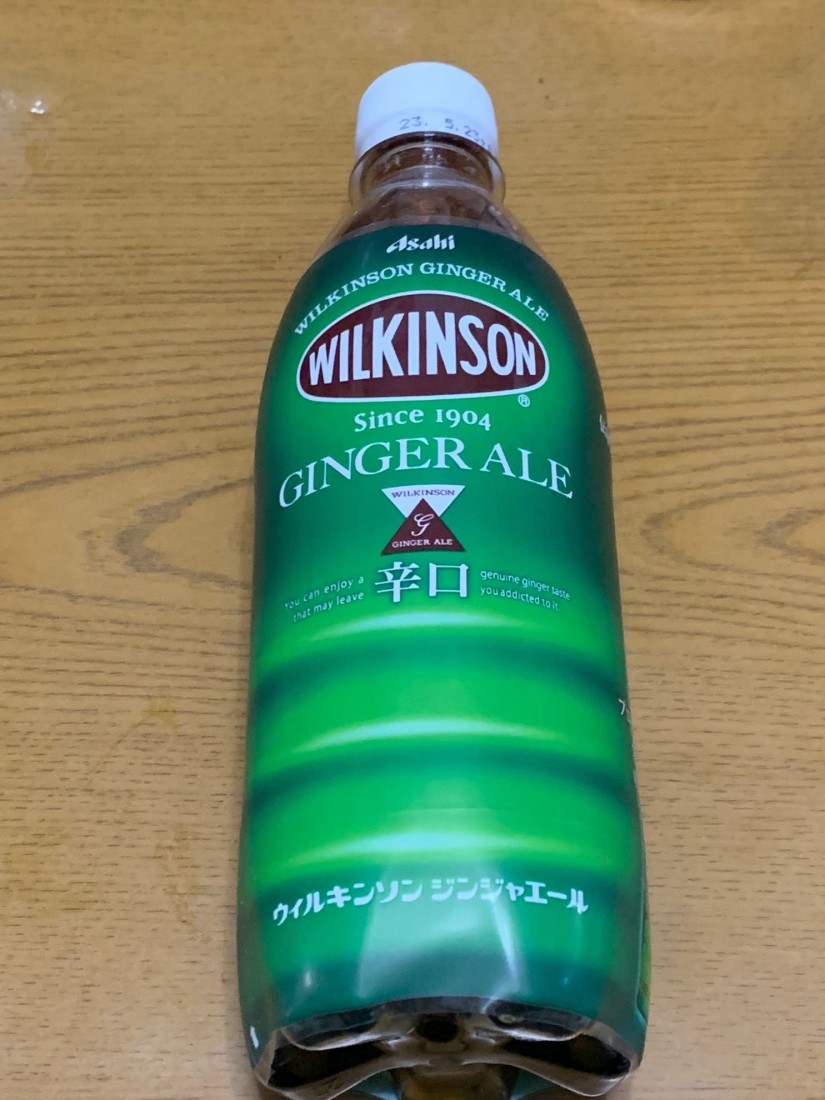 23. 5.23
Asahi
WILKINSON GINGER ALE
WILKINSON
®
Since 1904
GINGER ALE
WILKINSON
G
GINGER ALE
You can enjoy a 辛口 genuine ginger taste
that may leave you addicted to it.
ウィルキンソン ジンジャエール